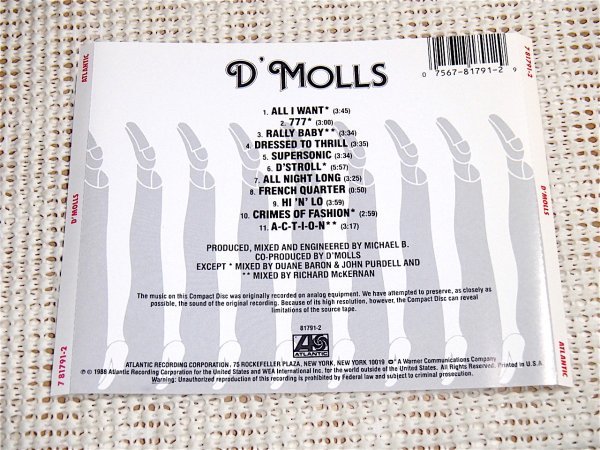 D'MOLLS
7 81791-2
0 7567-81791-2 9
ATLANTIC
D'MOLLS
7 81791-2
1. ALL I WANT* (3:45)
2. 777* (3:00)
3. RALLY BABY** (3:34)
4. DRESSED TO THRILL (3:35)
5. SUPERSONIC (3:34)
6. D'STROLL* (5:57)
7. ALL NIGHT LONG (3:25)
8. FRENCH QUARTER (0:50)
9. HI 'N' LO (3:59)
10. CRIMES OF FASHION* (2:59)
11. A-C-T-I-O-N** (3:17)
PRODUCED, MIXED AND ENGINEERED BY MICHAEL B.
CO-PRODUCED BY D'MOLLS
EXCEPT * MIXED BY DUANE BARON & JOHN PURDELL AND
** MIXED BY RICHARD McKERNAN
The music on this Compact Disc was originally recorded on analog equipment. We have attempted to preserve, as closely as
possible, the sound of the original recording. Because of its high resolution, however, the Compact Disc can reveal
limitations of the source tape.
81791-2
ATLANTIC
ATLANTIC RECORDING CORPORATION, 75 ROCKEFELLER PLAZA, NEW YORK, NEW YORK 10019 A Warner Communications Company
℗ © 1988 Atlantic Recording Corporation for the United States and WEA International Inc. for the world outside of the United States. All Rights Reserved. Printed in U.S.A.
Warning: Unauthorized reproduction of this recording is prohibited by Federal law and subject to criminal prosecution.
D'MOLLS
ATLANTIC